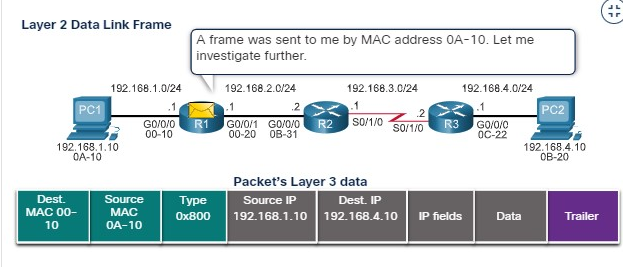 Layer 2 Data Link Frame
A frame was sent to me by MAC address 0A-10. Let me
investigate further.
192.168.1.0/24
192.168.2.0/24
192.168.3.0/24
192.168.4.0/24
PC1
.1
R1
.1
.2
R2
.1
.2
R3
.1
PC2
G0/0/0
00-10
G0/0/1
00-20
G0/0/0
0B-31
S0/1/0
S0/1/0
G0/0/0
0C-22
192.168.1.10
0A-10
192.168.4.10
0B-20
Packet's Layer 3 data
Dest.
MAC 00-
10
Source
MAC
0A-10
Type
0x800
Source IP
192.168.1.10
Dest. IP
192.168.4.10
IP fields
Data
Trailer